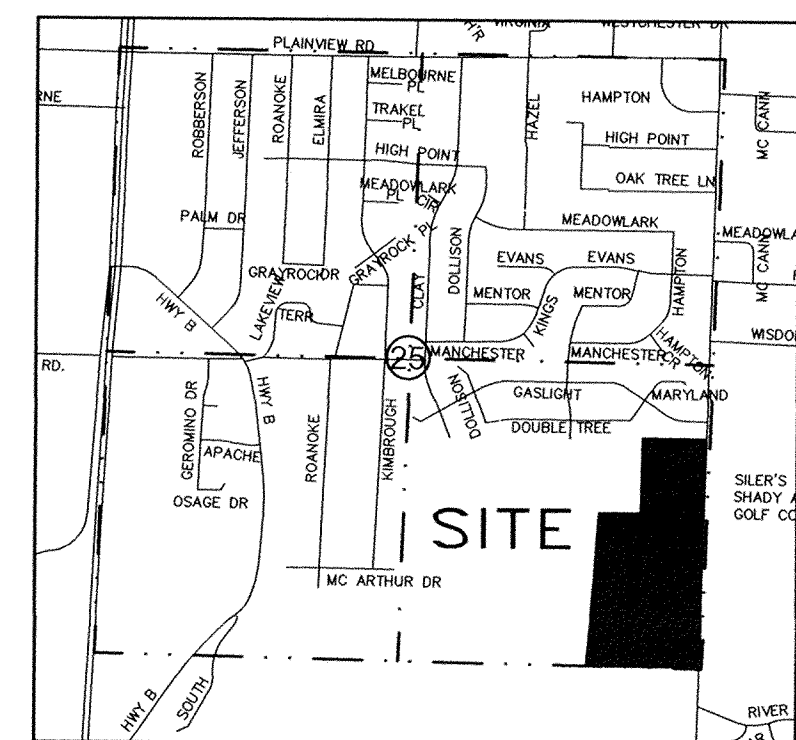 VIRGINIA
WESTCHESTER DR
H'R
PLAINVIEW RD
RNE
ROBBERSON
JEFFERSON
ROANOKE
ELMIRA
MELBOURNE
PL
TRAKEL
PL
HIGH POINT
MEADOWLARK
PL
CIR
HAZEL
HAMPTON
HIGH POINT
OAK TREE LN
MC CANN
PALM DR
GRAYROCK PL
GRAYROCK DR
CLAY
DOLLISON
MEADOWLARK
MEADOWLA
EVANS
EVANS
MENTOR
MENTOR
KINGS
HAMPTON
MC CANN
HWY B
LAKEVIEW
TERR
25
MANCHESTER
MANCHESTER
HAMPTON
CIR
WISDO
RD.
HWY B
GEROMINO DR
APACHE
OSAGE DR
ROANOKE
KIMBROUGH
DOLLISON
GASLIGHT
MARYLAND
DOUBLE TREE
SITE
SILER'S
SHADY A
GOLF CO
MC ARTHUR DR
HWY B
SOUTH
RIVER